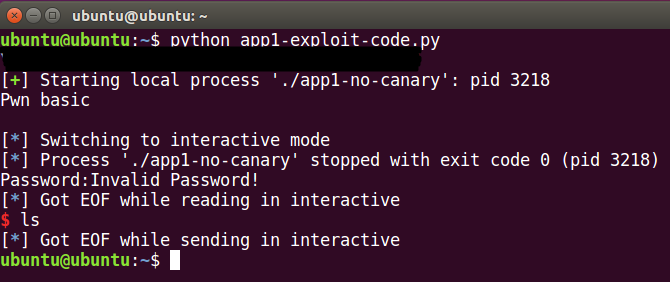 ubuntu@ubuntu: ~
ubuntu@ubuntu:~$ python app1-exploit-code.py
[+] Starting local process './app1-no-canary': pid 3218
Pwn basic
[*] Switching to interactive mode
[*] Process './app1-no-canary' stopped with exit code 0 (pid 3218)
Password:Invalid Password!
[*] Got EOF while reading in interactive
$ ls
[*] Got EOF while sending in interactive
ubuntu@ubuntu:~$